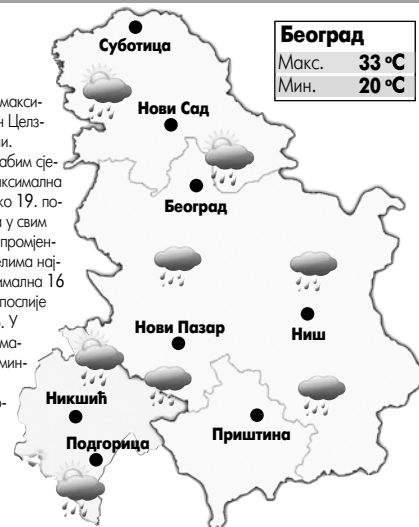 Београд
Макс. 33 °C
Мин. 20 °C
Суботица
Нови Сад
Београд
Нови Пазар
Ниш
Никшић
Приштина
Подгорица
макси-
н Целз-
и.
абим сје-
ксимална
ко 19. по-
а у свим
промјен-
елима нај-
имална 16
послије
. У
ма-
мин-
о-